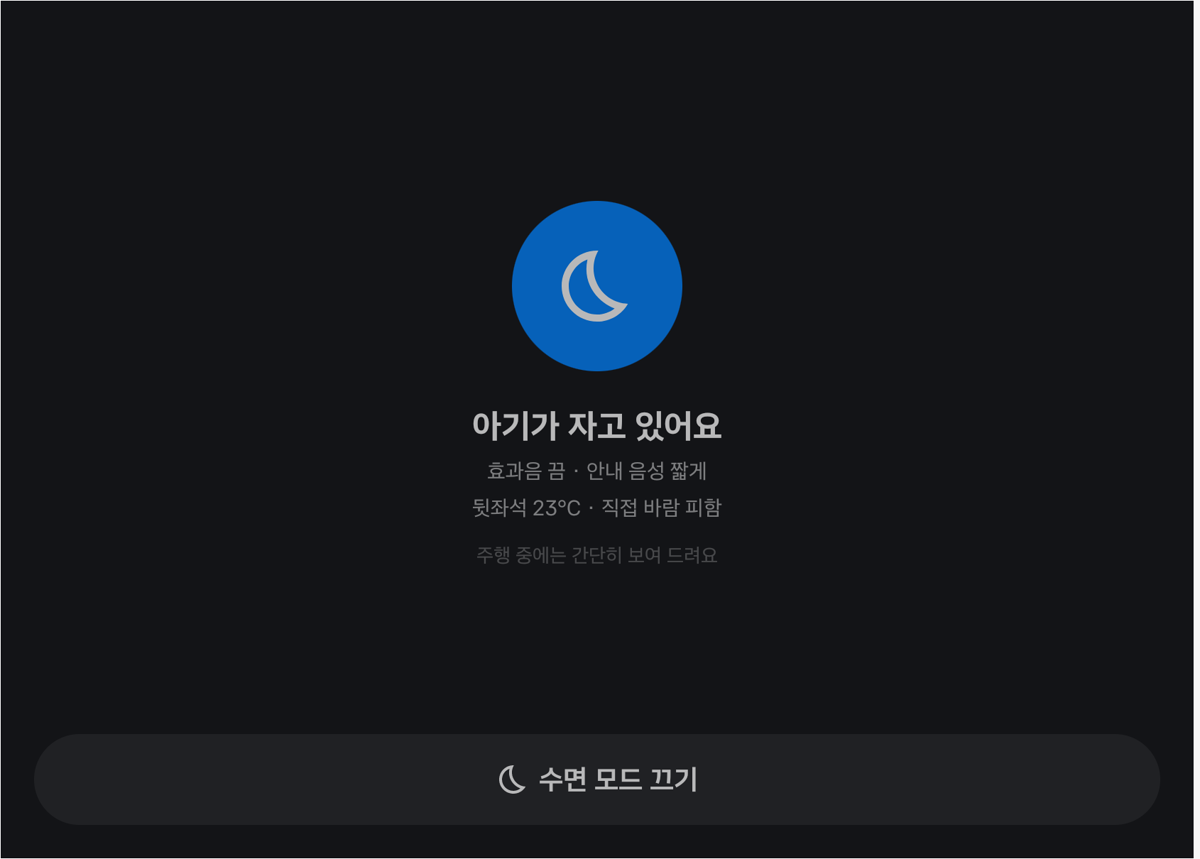 아기가 자고 있어요
효과음 끔 · 안내 음성 짧게
뒷좌석 23°C · 직접 바람 피함
주행 중에는 간단히 보여 드려요
수면 모드 끄기